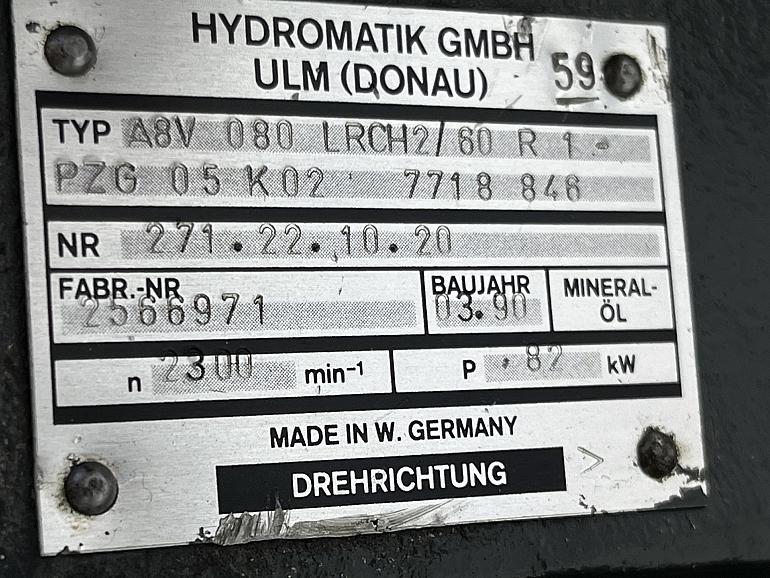 HYDROMATIK GMBH
ULM (DONAU) 59
TYP A8V 080 LRCH2/60 R 1 -
PZG 05 K02 7718 846
NR 271.22.10.20
FABR.-NR 2566971
BAUJAHR 03.90
MINERAL-
ÖL
n 2300 min⁻¹ P .82 kW
MADE IN W. GERMANY
DREHRICHTUNG >